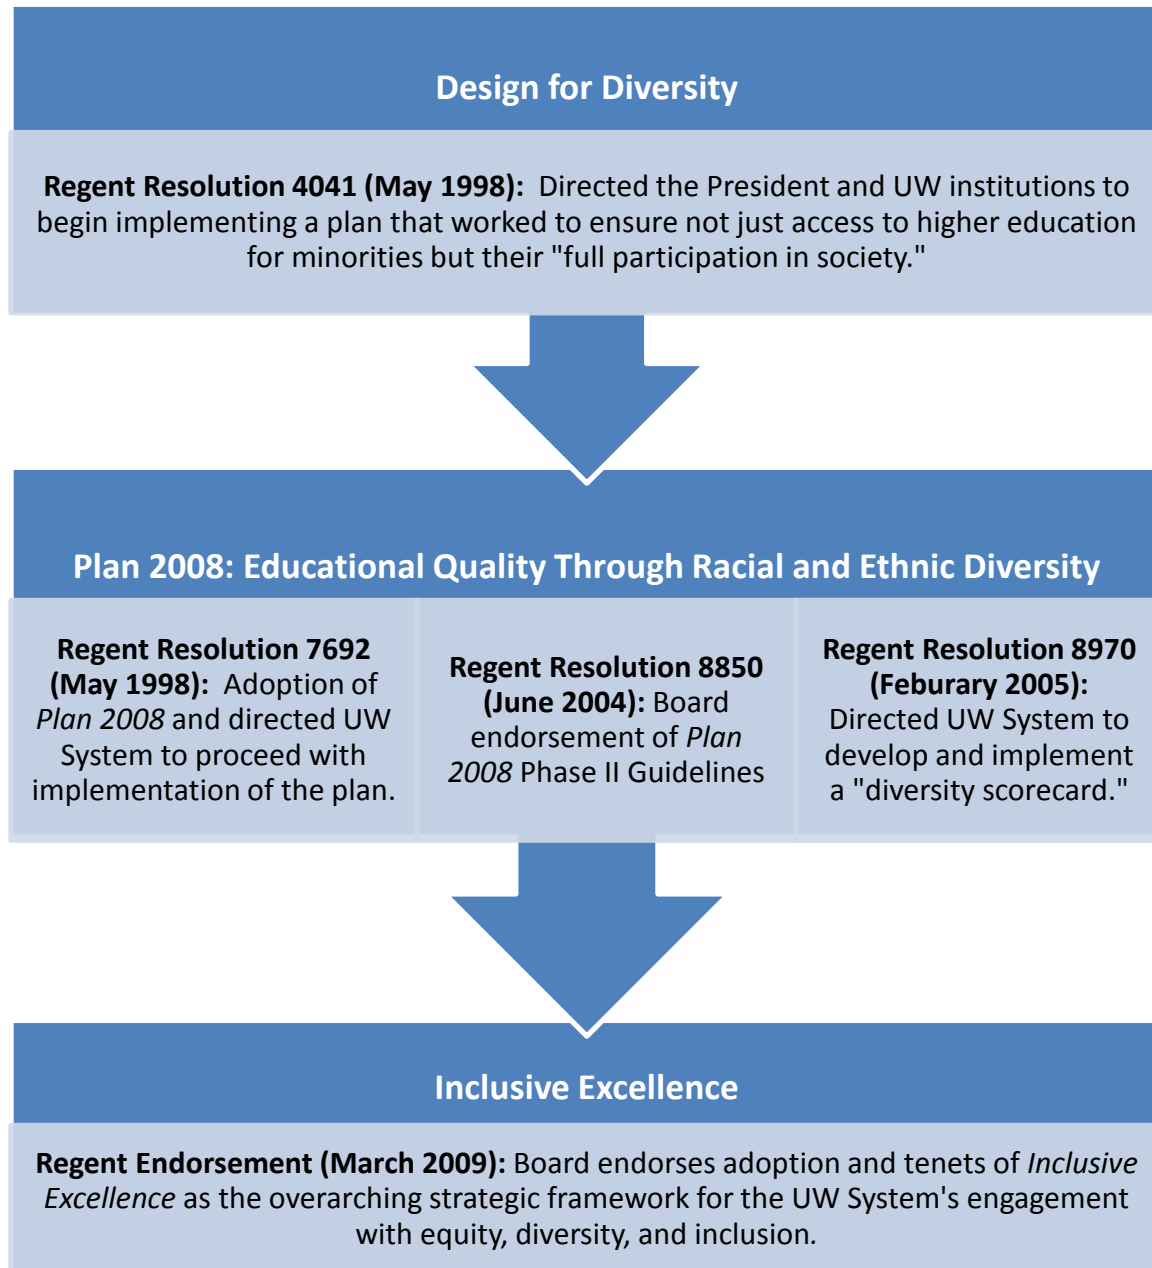 Design for Diversity
Regent Resolution 4041 (May 1998): Directed the President and UW institutions to
begin implementing a plan that worked to ensure not just access to higher education
for minorities but their "full participation in society."
Plan 2008: Educational Quality Through Racial and Ethnic Diversity
Regent Resolution 7692
(May 1998): Adoption of
Plan 2008 and directed UW
System to proceed with
implementation of the plan.
Regent Resolution 8850
(June 2004): Board
endorsement of Plan
2008 Phase II Guidelines
Regent Resolution 8970
(Feburary 2005):
Directed UW System to
develop and implement
a "diversity scorecard."
Inclusive Excellence
Regent Endorsement (March 2009): Board endorses adoption and tenets of Inclusive
Excellence as the overarching strategic framework for the UW System's engagement
with equity, diversity, and inclusion.